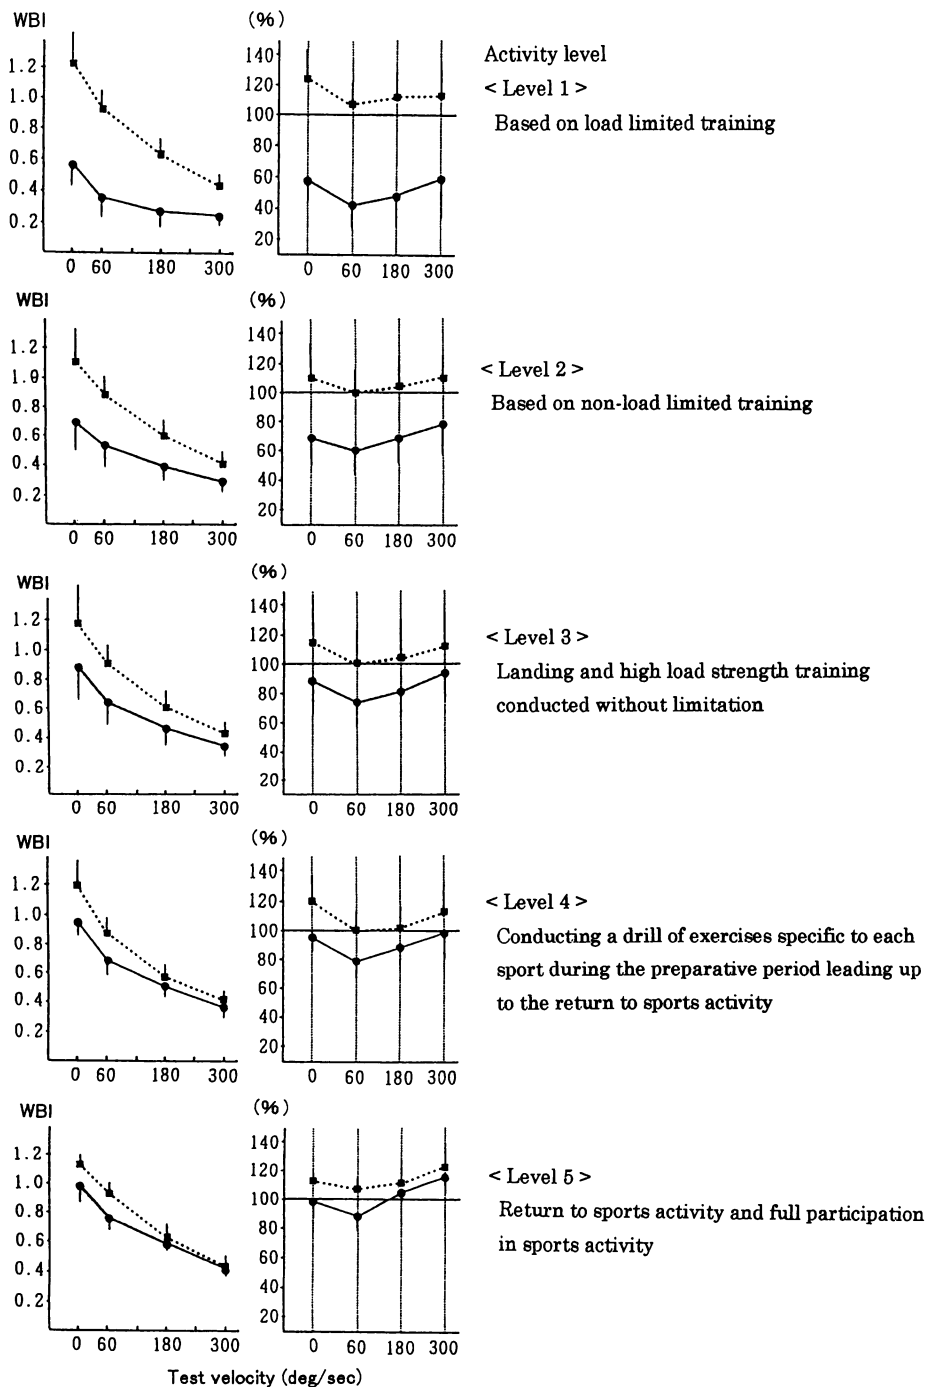 WBI
(%)
1.2
1.0
0.8
0.6
0.4
0.2
0 60 180 300
140
120
100
80
60
40
20
0 60 180 300
Activity level
< Level 1 >
Based on load limited training
WBI
(%)
1.2
1.0
0.8
0.6
0.4
0.2
0 60 180 300
140
120
100
80
60
40
20
0 60 180 300
< Level 2 >
Based on non-load limited training
WBI
(%)
1.2
1.0
0.8
0.6
0.4
0.2
0 60 180 300
140
120
100
80
60
40
20
0 60 180 300
< Level 3 >
Landing and high load strength training
conducted without limitation
WBI
(%)
1.2
1.0
0.8
0.6
0.4
0.2
0 60 180 300
140
120
100
80
60
40
20
0 60 180 300
< Level 4 >
Conducting a drill of exercises specific to each
sport during the preparative period leading up
to the return to sports activity
WBI
(%)
1.2
1.0
0.8
0.6
0.4
0.2
0 60 180 300
140
120
100
80
60
40
20
0 60 180 300
< Level 5 >
Return to sports activity and full participation
in sports activity
Test velocity (deg/sec)